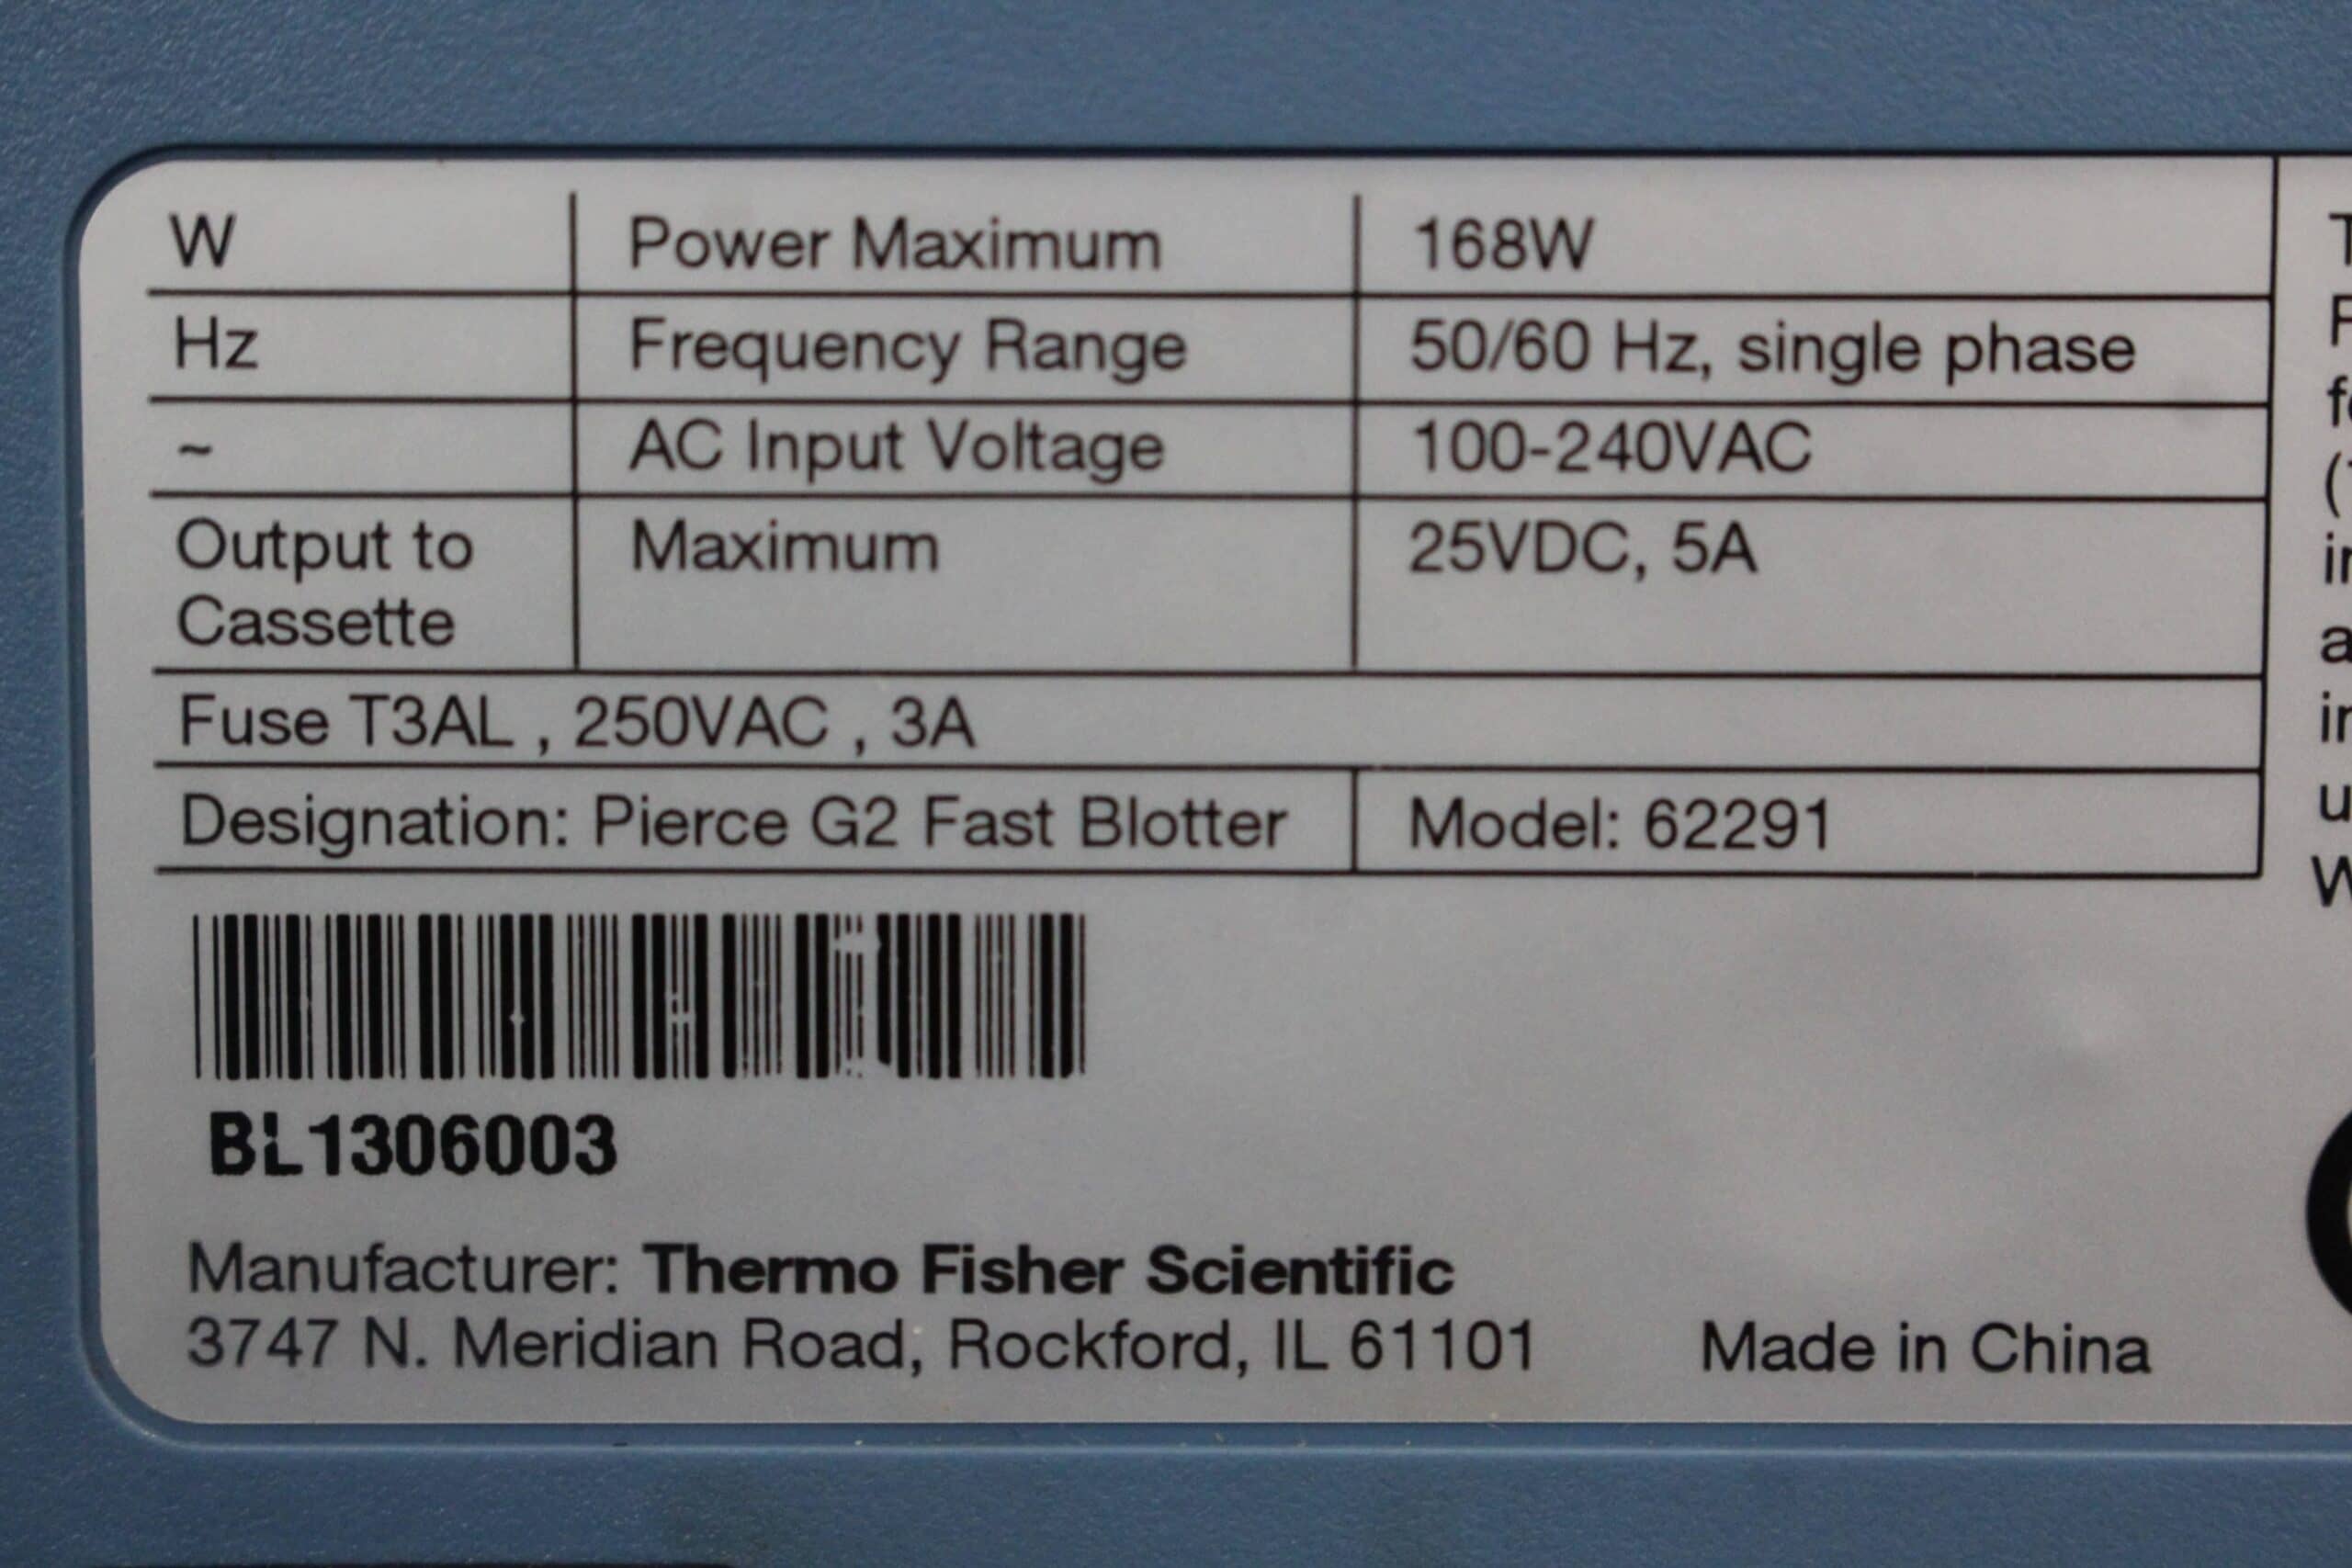 W Power Maximum 168W
Hz Frequency Range 50/60 Hz, single phase
~ AC Input Voltage 100-240VAC
Output to Maximum 25VDC, 5A
Cassette
Fuse T3AL , 250VAC , 3A
Designation: Pierce G2 Fast Blotter Model: 62291
BL1306003
Manufacturer: Thermo Fisher Scientific
3747 N. Meridian Road, Rockford, IL 61101 Made in China